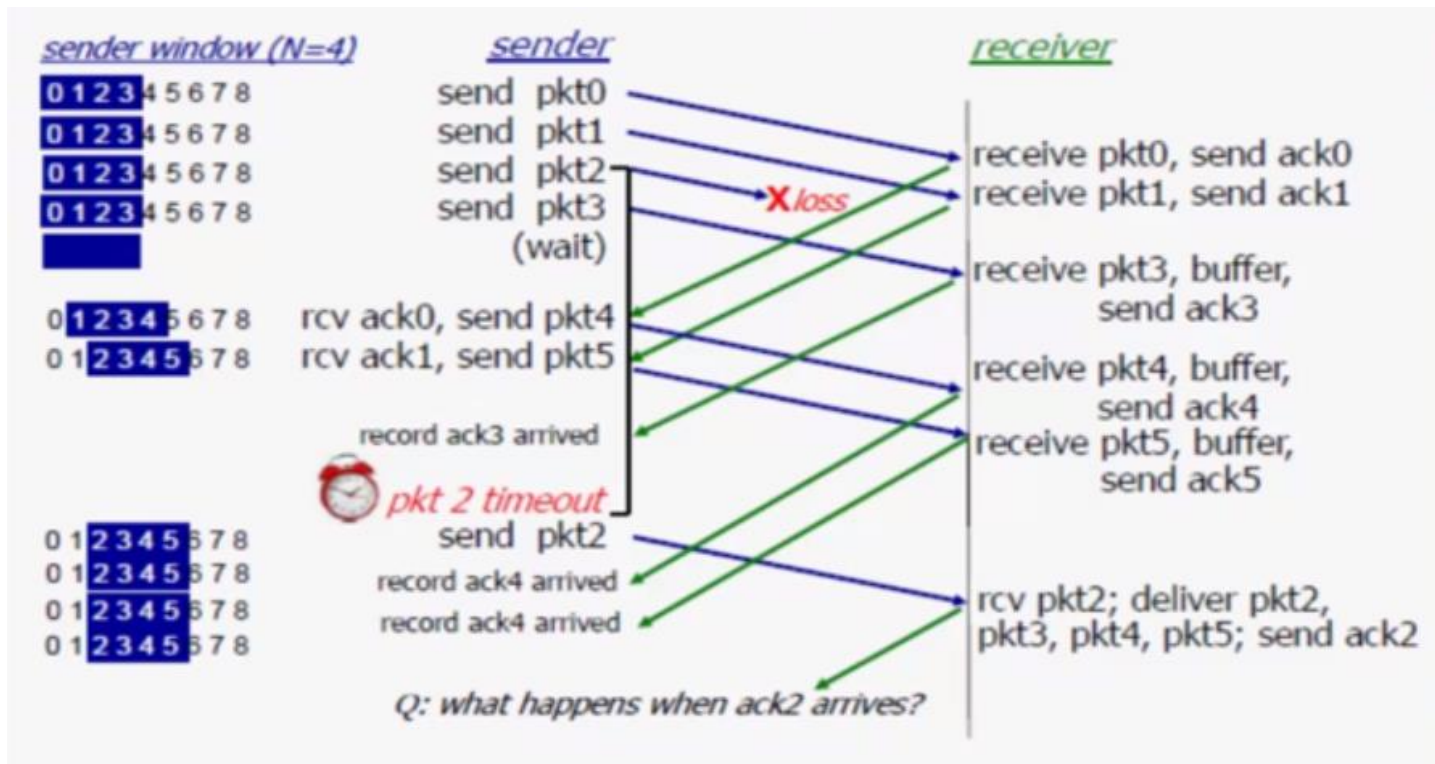 sender window (N=4) sender receiver
0 1 2 3 4 5 6 7 8 send pkt0
0 1 2 3 4 5 6 7 8 send pkt1
receive pkt0, send ack0
0 1 2 3 4 5 6 7 8 send pkt2
receive pkt1, send ack1
X loss
0 1 2 3 4 5 6 7 8 send pkt3
(wait)
receive pkt3, buffer,
send ack3
0 1 2 3 4 5 6 7 8 rcv ack0, send pkt4
0 1 2 3 4 5 6 7 8 rcv ack1, send pkt5
receive pkt4, buffer,
send ack4
record ack3 arrived
receive pkt5, buffer,
send ack5
pkt 2 timeout
0 1 2 3 4 5 6 7 8 send pkt2
0 1 2 3 4 5 6 7 8 record ack4 arrived
0 1 2 3 4 5 6 7 8 record ack4 arrived
rcv pkt2; deliver pkt2,
pkt3, pkt4, pkt5; send ack2
0 1 2 3 4 5 6 7 8
Q: what happens when ack2 arrives?